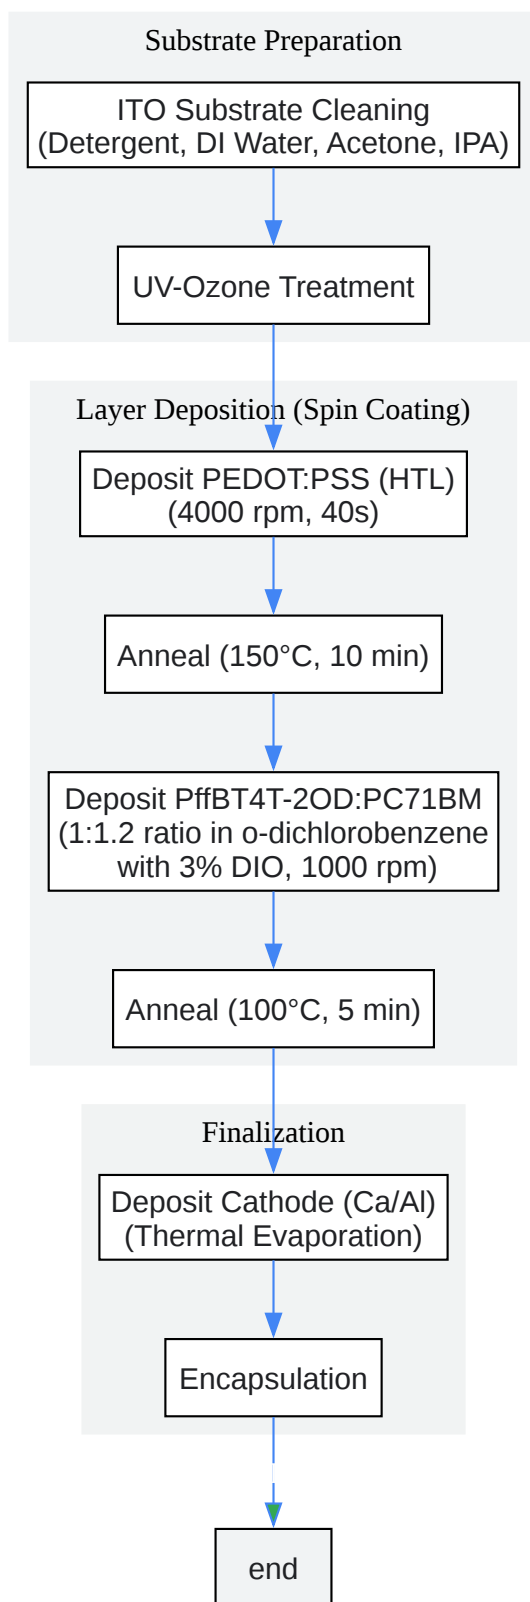 Substrate Preparation
ITO Substrate Cleaning
(Detergent, DI Water, Acetone, IPA)
UV-Ozone Treatment
Layer Deposition (Spin Coating)
Deposit PEDOT:PSS (HTL)
(4000 rpm, 40s)
Anneal (150°C, 10 min)
Deposit PffBT4T-2OD:PC71BM
(1:1.2 ratio in o-dichlorobenzene
with 3% DIO, 1000 rpm)
Anneal (100°C, 5 min)
Finalization
Deposit Cathode (Ca/Al)
(Thermal Evaporation)
Encapsulation
end